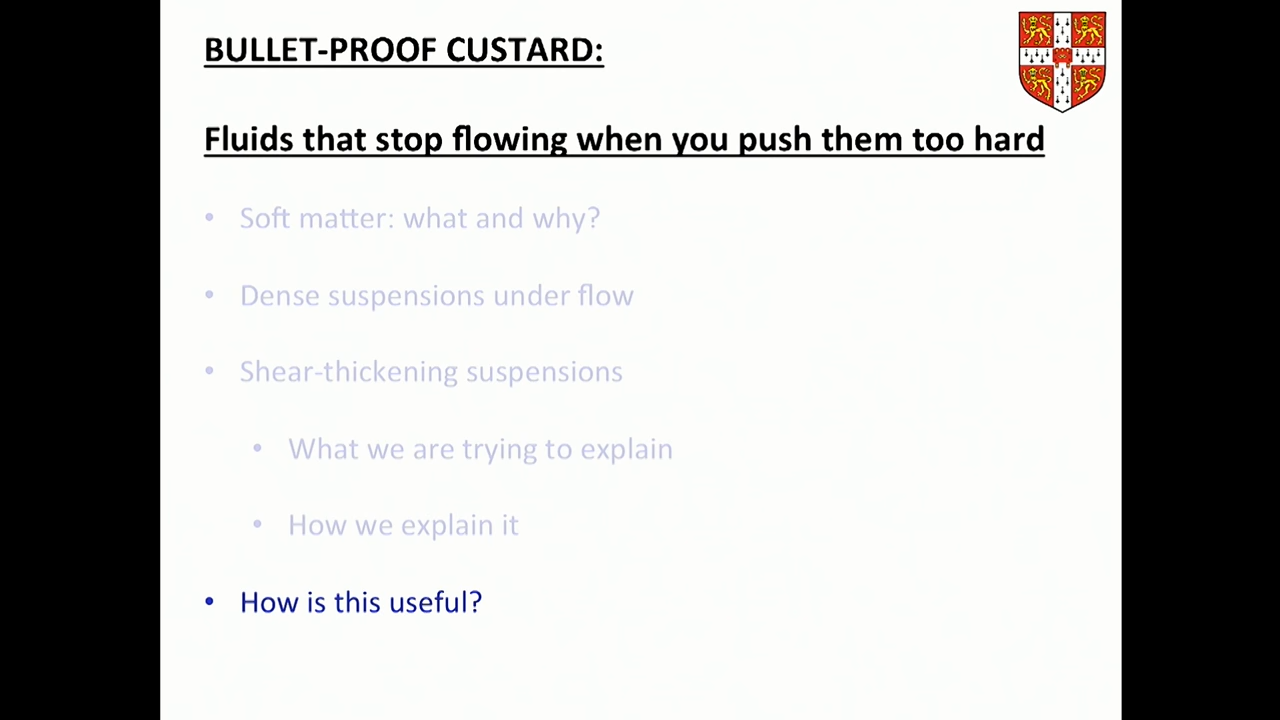 BULLET-PROOF CUSTARD:
Fluids that stop flowing when you push them too hard
• Soft matter: what and why?
• Dense suspensions under flow
• Shear-thickening suspensions
• What we are trying to explain
• How we explain it
• How is this useful?